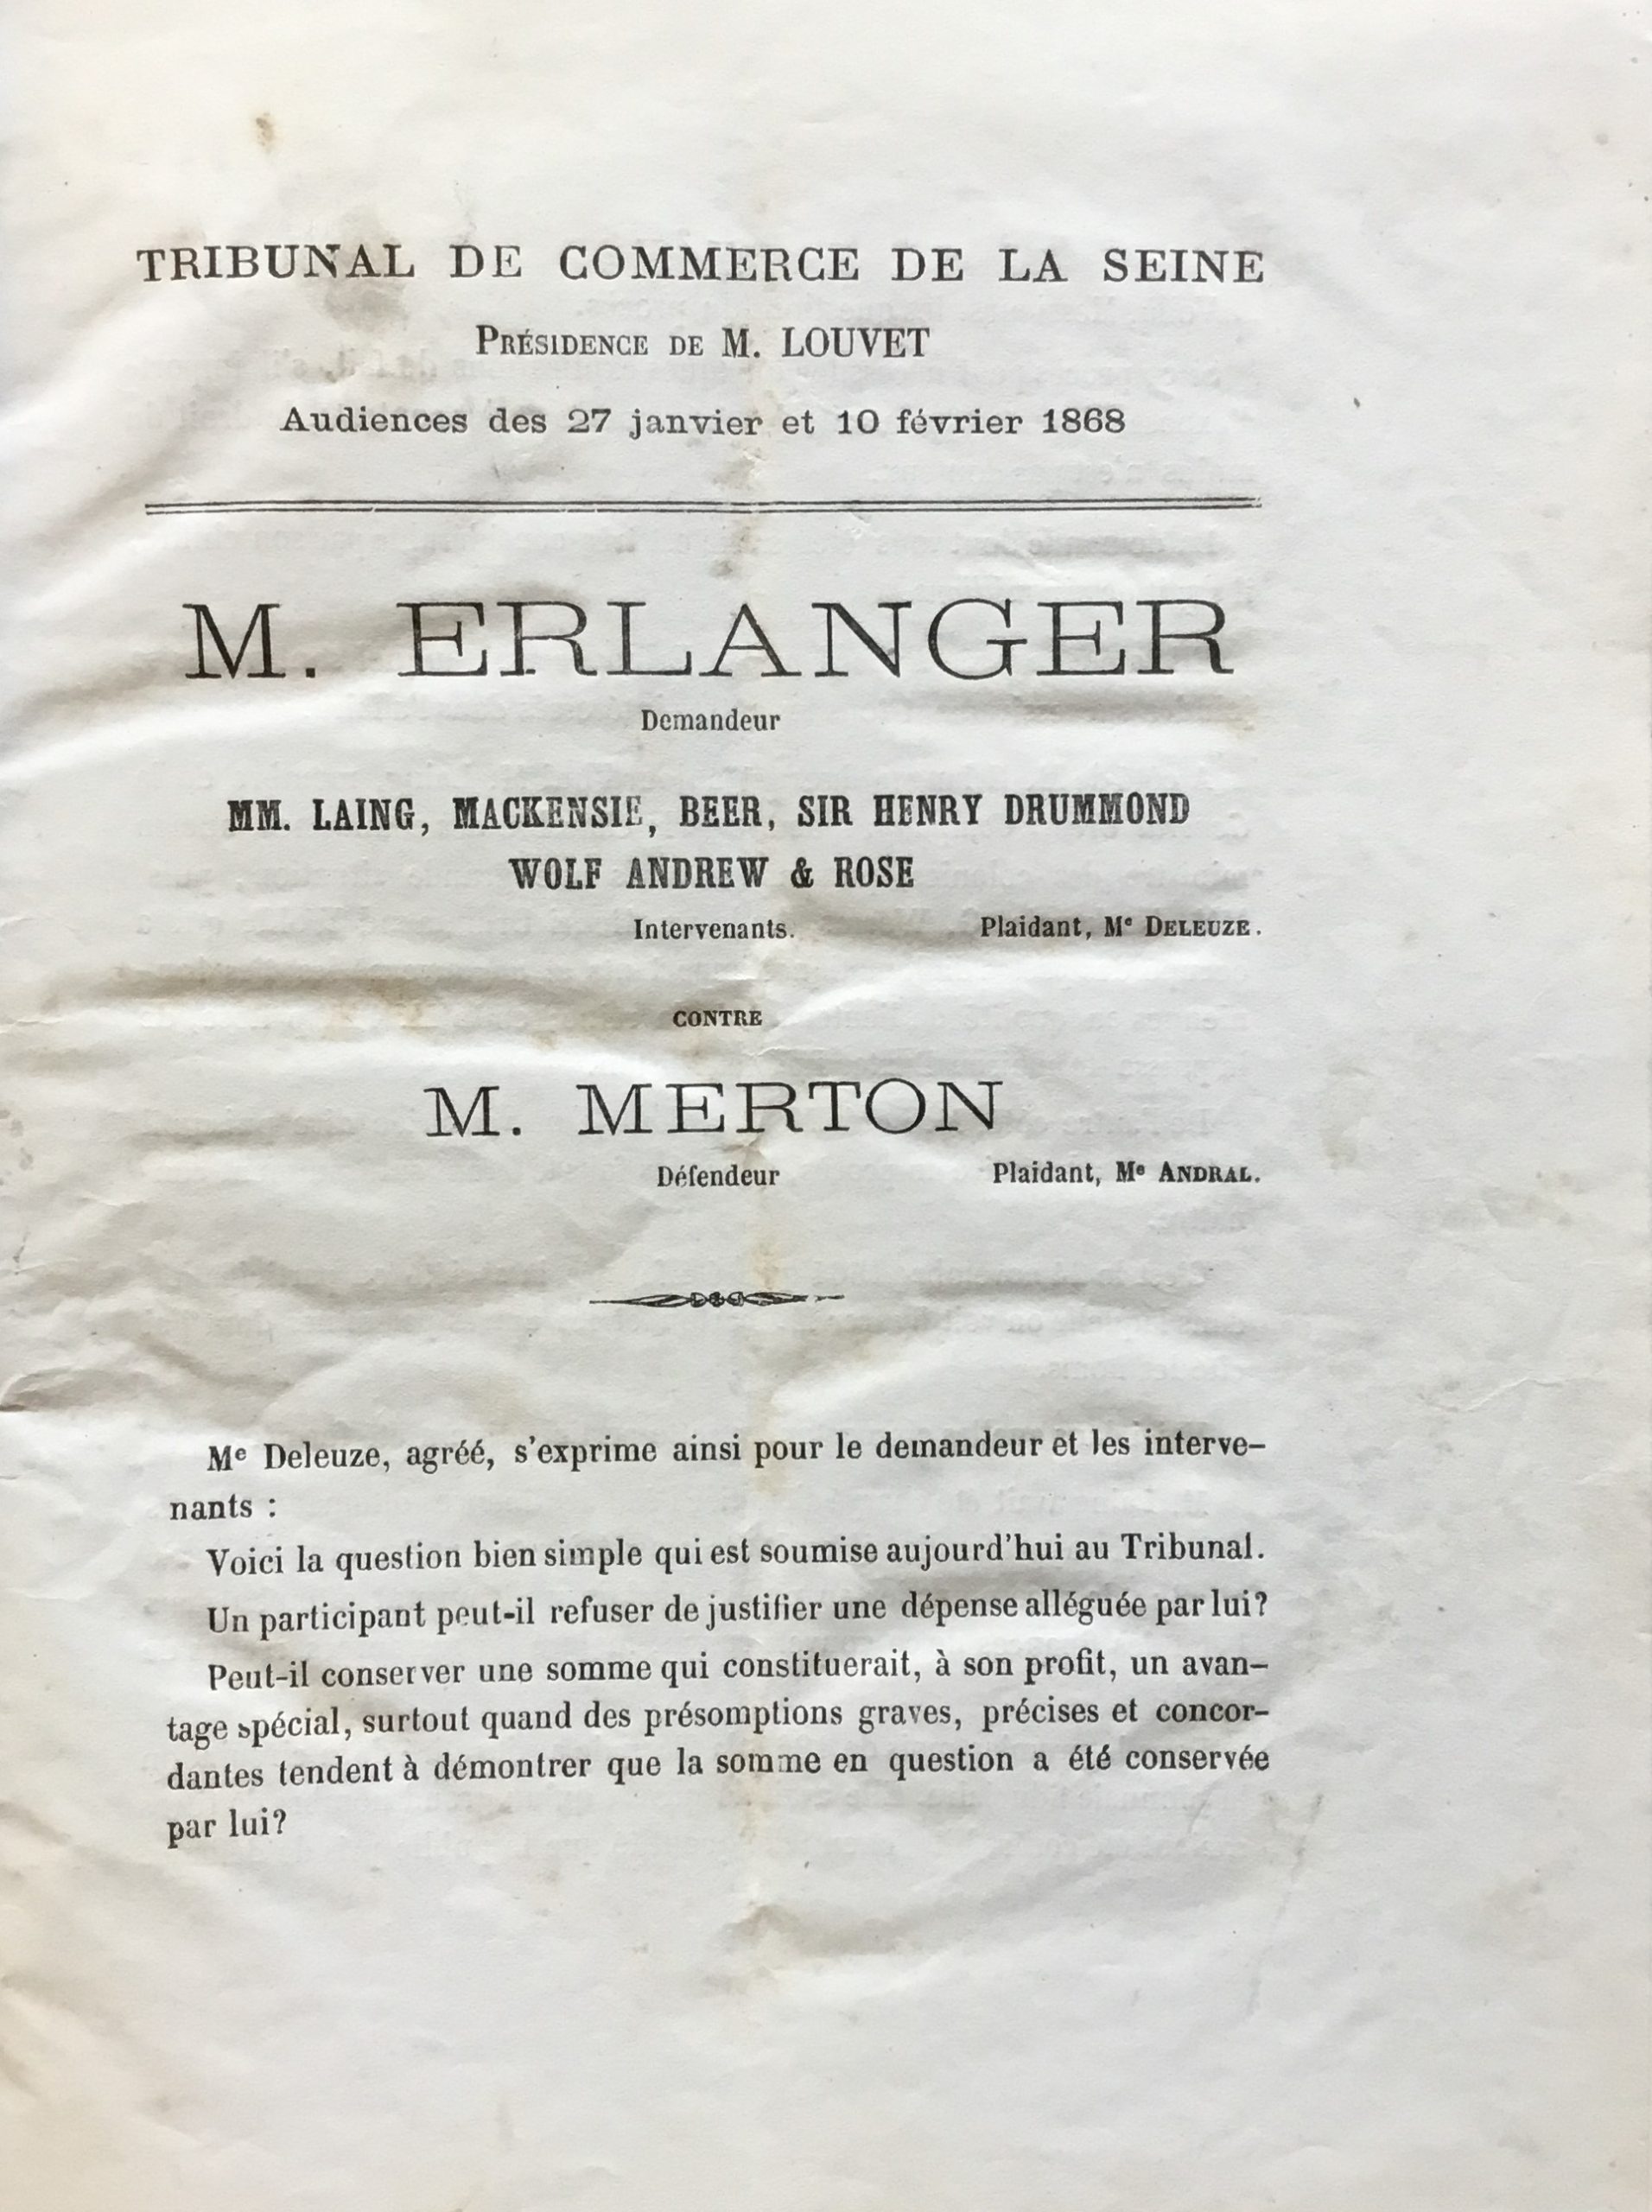 TRIBUNAL DE COMMERCE DE LA SEINE
PRÉSIDENCE DE M. LOUVET
Audiences des 27 janvier et 10 février 1868
M. ERLANGER
Demandeur
MM. LAING, MACKENSIE, BEER, SIR HENRY DRUMMOND
WOLF ANDREW & ROSE
Intervenants. Plaidant, Me DELEUZE.
CONTRE
M. MERTON
Défendeur Plaidant, Me ANDRAL.
Me Deleuze, agréé, s'exprime ainsi pour le demandeur et les interve-
nants :
Voici la question bien simple qui est soumise aujourd'hui au Tribunal.
Un participant peut-il refuser de justifier une dépense alléguée par lui?
Peut-il conserver une somme qui constituerait, à son profit, un avan-
tage spécial, surtout quand des présomptions graves, précises et concor-
dantes tendent à démontrer que la somme en question a été conservée
par lui?